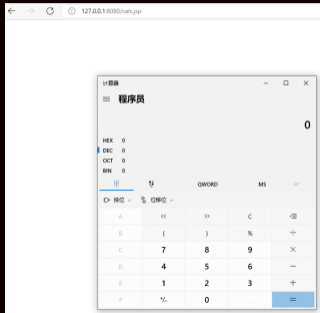 127.0.0.1:8080/calc.jsp
计算器
程序员
0
HEX 0
DEC 0
OCT 0
BIN 0
QWORD MS M˅
按位 位移位
A << >> C
B ( ) % ÷
C 7 8 9 ×
D 4 5 6 −
E 1 2 3 +
F +/− 0 . =